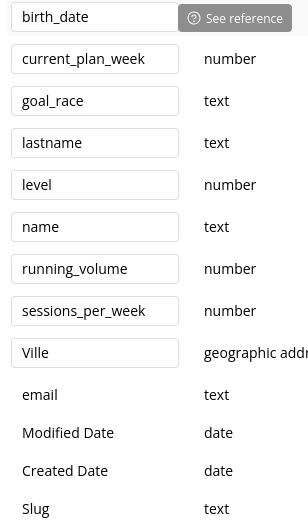 birth_date See reference
current_plan_week number
goal_race text
lastname text
level number
name text
running_volume number
sessions_per_week number
Ville geographic addr
email text
Modified Date date
Created Date date
Slug text